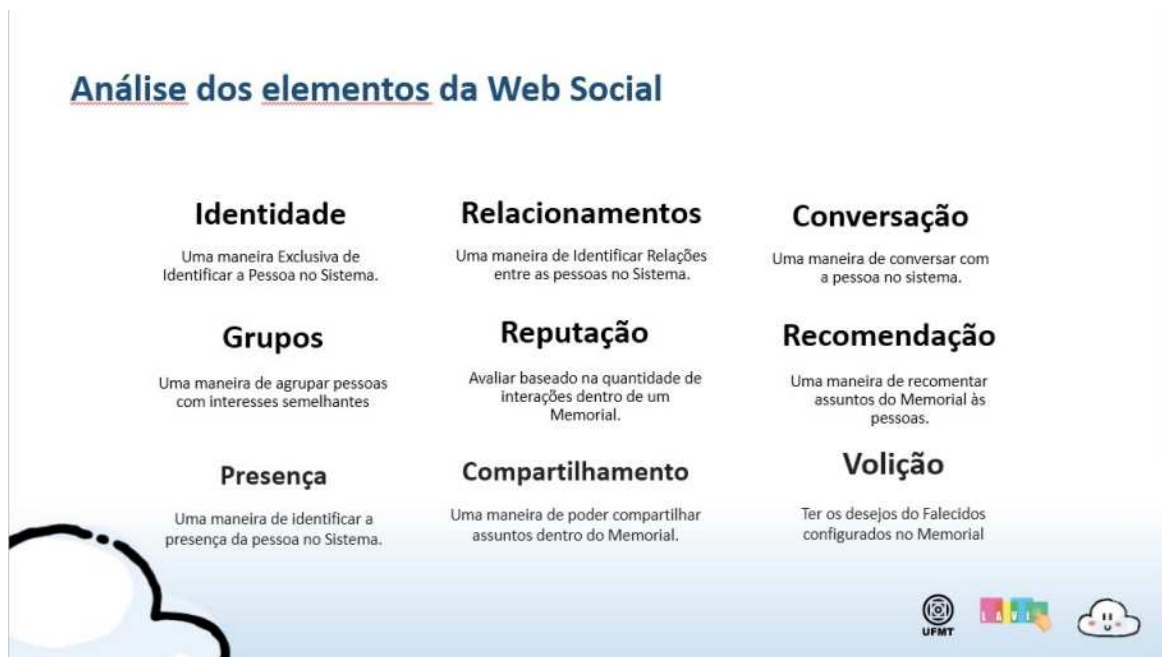 Análise dos elementos da Web Social
Identidade
Uma maneira Exclusiva de
Identificar a Pessoa no Sistema.
Relacionamentos
Uma maneira de Identificar Relações
entre as pessoas no Sistema.
Conversação
Uma maneira de conversar com
a pessoa no sistema.
Grupos
Uma maneira de agrupar pessoas
com interesses semelhantes
Reputação
Avaliar baseado na quantidade de
interações dentro de um
Memorial.
Recomendação
Uma maneira de recomentar
assuntos do Memorial às
pessoas.
Presença
Uma maneira de identificar a
presença da pessoa no Sistema.
Compartilhamento
Uma maneira de poder compartilhar
assuntos dentro do Memorial.
Volição
Ter os desejos do Falecidos
configurados no Memorial
UFMT
LAVI